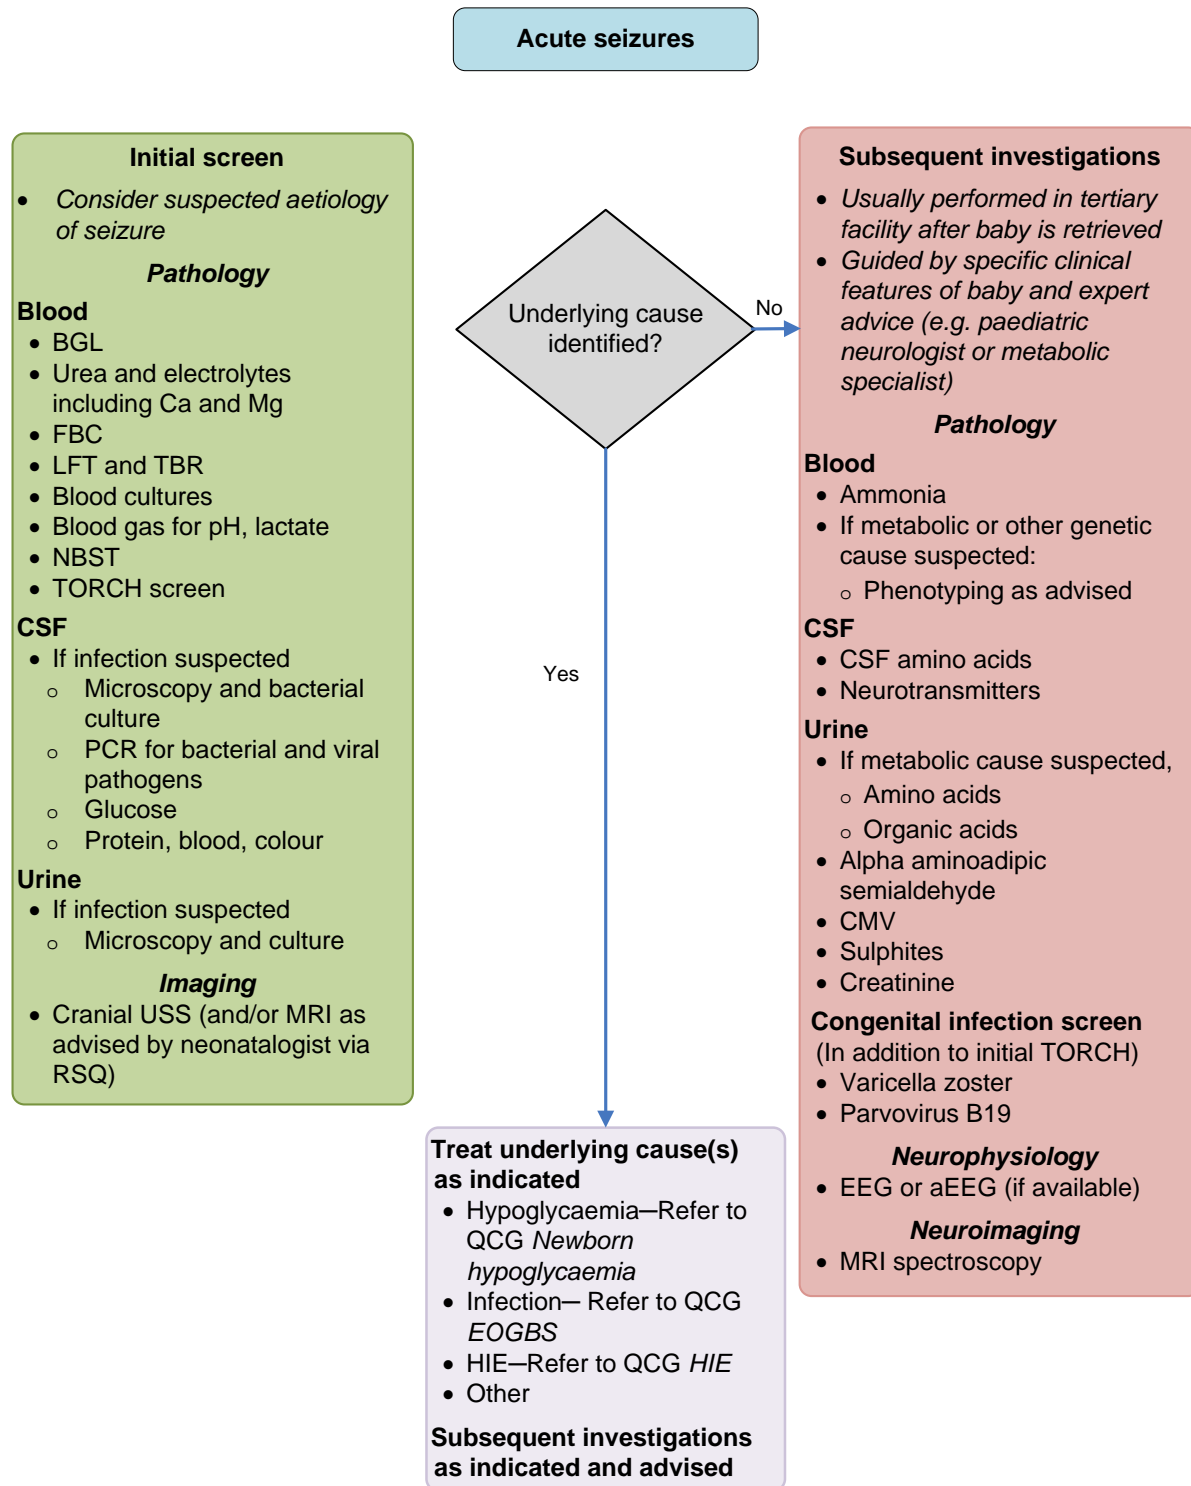 Acute seizures
Initial screen
• Consider suspected aetiology
of seizure
Pathology
Blood
• BGL
• Urea and electrolytes
including Ca and Mg
• FBC
• LFT and TBR
• Blood cultures
• Blood gas for pH, lactate
• NBST
• TORCH screen
CSF
• If infection suspected
o Microscopy and bacterial
culture
o PCR for bacterial and viral
pathogens
o Glucose
o Protein, blood, colour
Urine
• If infection suspected
o Microscopy and culture
Imaging
• Cranial USS (and/or MRI as
advised by neonatalogist via
RSQ)
Underlying cause
identified?
No
Yes
Subsequent investigations
• Usually performed in tertiary
facility after baby is retrieved
• Guided by specific clinical
features of baby and expert
advice (e.g. paediatric
neurologist or metabolic
specialist)
Pathology
Blood
• Ammonia
• If metabolic or other genetic
cause suspected:
o Phenotyping as advised
CSF
• CSF amino acids
• Neurotransmitters
Urine
• If metabolic cause suspected,
o Amino acids
o Organic acids
• Alpha aminoadipic
semialdehyde
• CMV
• Sulphites
• Creatinine
Congenital infection screen
(In addition to initial TORCH)
• Varicella zoster
• Parvovirus B19
Neurophysiology
• EEG or aEEG (if available)
Neuroimaging
• MRI spectroscopy
Treat underlying cause(s)
as indicated
• Hypoglycaemia—Refer to
QCG Newborn
hypoglycaemia
• Infection— Refer to QCG
EOGBS
• HIE—Refer to QCG HIE
• Other
Subsequent investigations
as indicated and advised